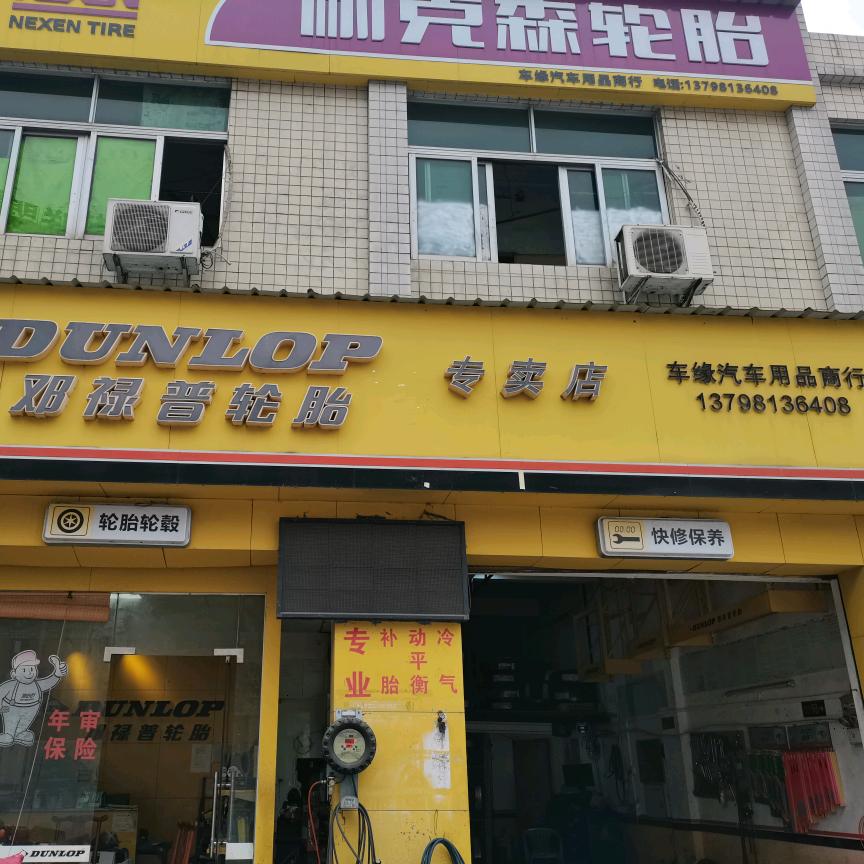 NEXEN TIRE
耐克森轮胎
车缘汽车用品商行 电话:13798136408
DUNLOP
邓禄普轮胎
专卖店
车缘汽车用品商行
13798136408
轮胎轮毂
00:00
快修保养
专业
补胎
动平衡
冷气
DUNLOP
邓禄普轮胎
年审
保险
DUNLOP
DUNLOP